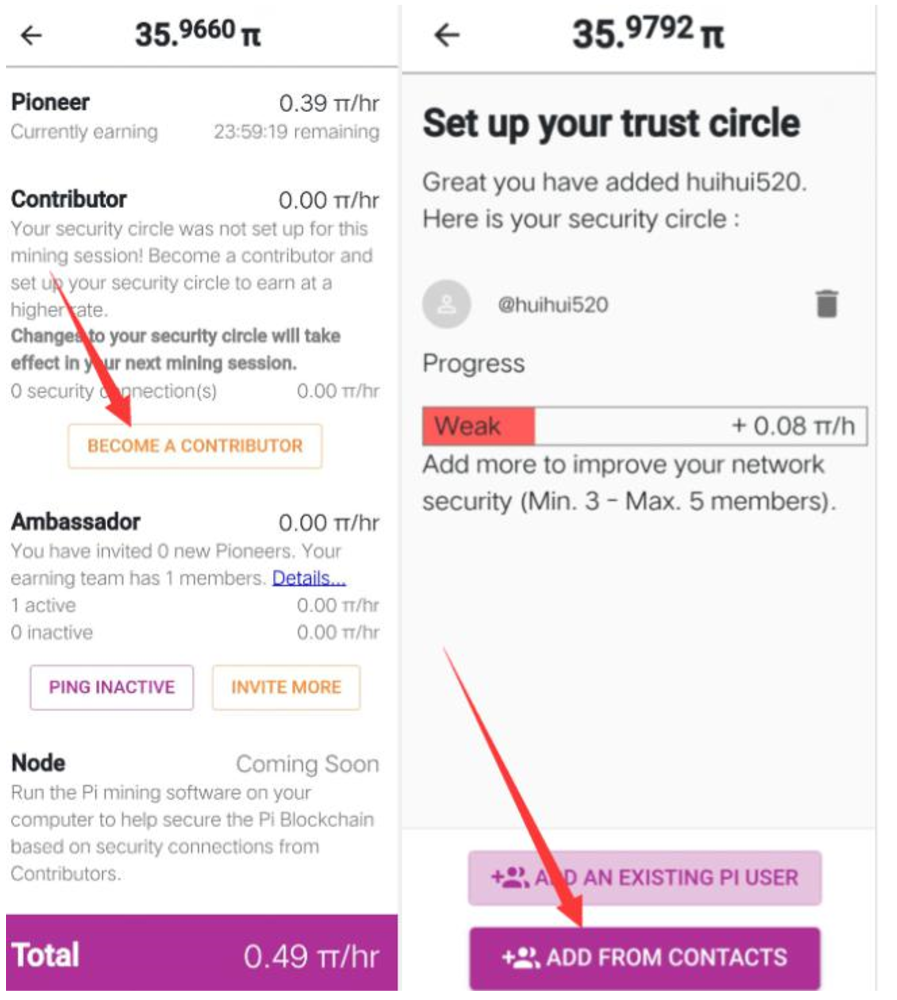 35.9660 π
Pioneer 0.39 π/hr
Currently earning 23:59:19 remaining
Contributor 0.00 π/hr
Your security circle was not set up for this
mining session! Become a contributor and
set up your security circle to earn at a
higher rate.
Changes to your security circle will take
effect in your next mining session.
0 security connection(s) 0.00 π/hr
BECOME A CONTRIBUTOR
Ambassador 0.00 π/hr
You have invited 0 new Pioneers. Your
earning team has 1 members. Details...
1 active 0.00 π/hr
0 inactive 0.00 π/hr
PING INACTIVE INVITE MORE
Node Coming Soon
Run the Pi mining software on your
computer to help secure the Pi Blockchain
based on security connections from
Contributors.
Total 0.49 π/hr
35.9792 π
Set up your trust circle
Great you have added huihui520.
Here is your security circle :
@huihui520
Progress
Weak + 0.08 π/h
Add more to improve your network
security (Min. 3 - Max. 5 members).
ADD AN EXISTING PI USER
ADD FROM CONTACTS